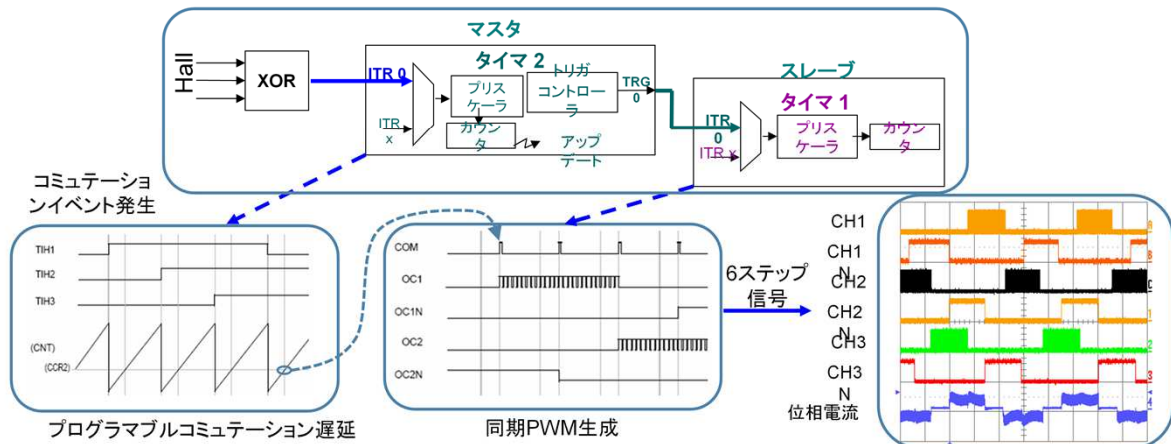 マスタ
Hall
XOR
ITR 0
タイマ 2
プリス
ケーラ
トリガ
コントロー
ラ
TRG
0
ITR
x
カウン
タ
アップ
デート
スレーブ
タイマ 1
ITR
0
ITR x
プリス
ケーラ
カウン
タ
コミュテーショ
ンイベント発生
TIH1
TIH2
TIH3
(CNT)
(CCR2)
プログラマブルコミュテーション遅延
COM
OC1
OC1N
OC2
OC2N
同期PWM生成
6ステップ
信号
CH1
CH1
N
CH2
CH2
N
CH3
CH3
N
位相電流